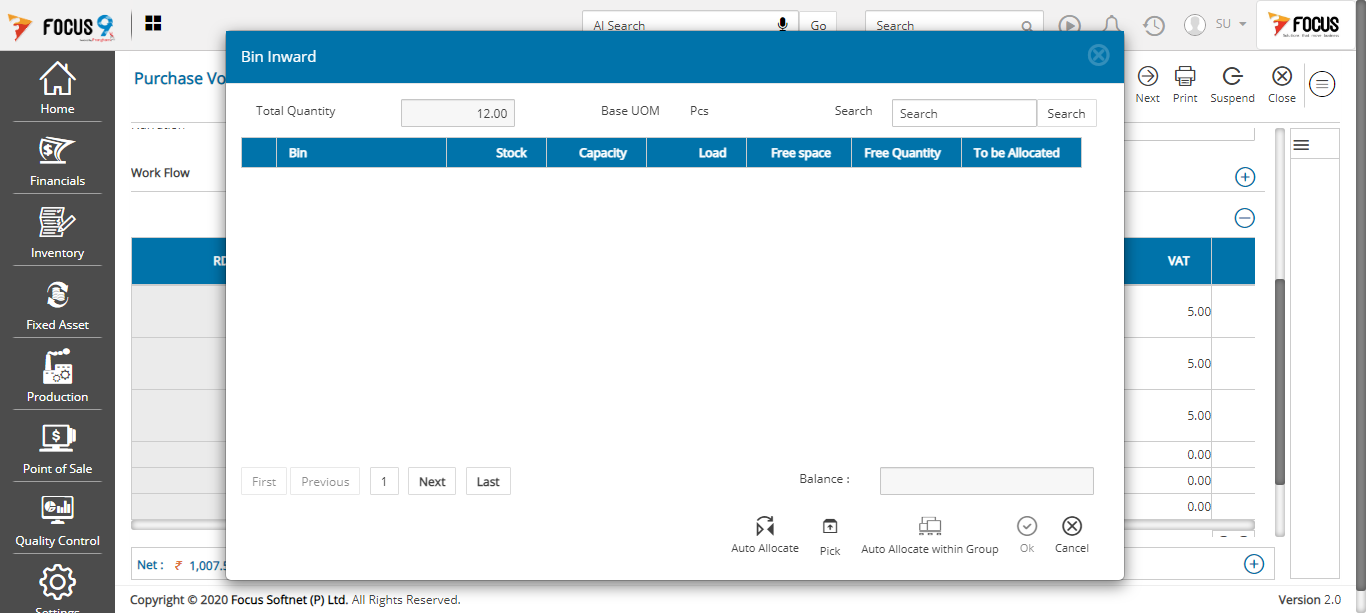 FOCUS 9
AI Search
Go
Search
SU
FOCUS
Home
Financials
Inventory
Fixed Asset
Production
Point of Sale
Quality Control
Settings
Purchase Vo
Next
Print
Suspend
Close
Narration
Work Flow
Bin Inward
Total Quantity 12.00 Base UOM Pcs Search Search Search
Bin Stock Capacity Load Free space Free Quantity To be Allocated
VAT
5.00
5.00
5.00
0.00
0.00
0.00
First Previous 1 Next Last
Balance :
Auto Allocate Pick Auto Allocate within Group Ok Cancel
Net : ₹ 1,007.5
Copyright © 2020 Focus Softnet (P) Ltd. All Rights Reserved.
Version 2.0